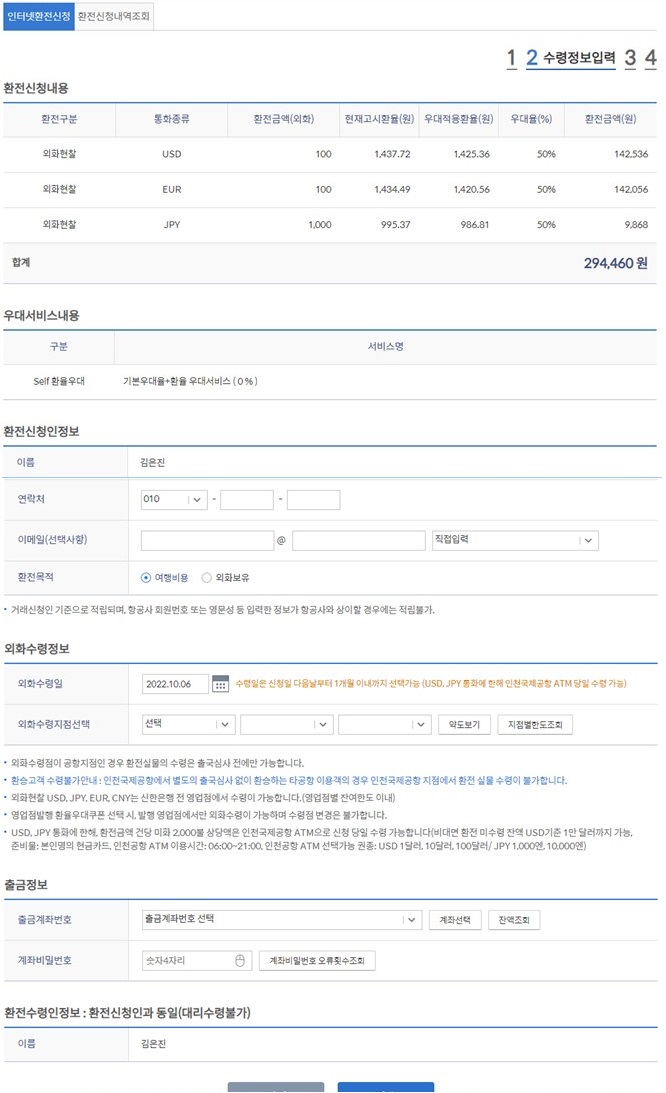 인터넷환전신청 환전신청내역조회
1 2 수령정보입력 3 4
환전신청내용
환전구분 통화종류 환전금액(외화) 현재고시환율(원) 우대적용환율(원) 우대율(%) 환전금액(원)
외화현찰 USD 100 1,437.72 1,425.36 50% 142,536
외화현찰 EUR 100 1,434.49 1,420.56 50% 142,056
외화현찰 JPY 1,000 995.37 986.81 50% 9,868
합계 294,460 원
우대서비스내용
구분 서비스명
Self 환율우대 기본우대율+환율 우대서비스 ( 0 % )
환전신청인정보
이름 김은진
연락처 010 - -
이메일(선택사항) @ 직접입력
환전목적 여행비용 외화보유
• 거래신청인 기준으로 적립되며, 항공사 회원번호 또는 영문성 등 입력한 정보가 항공사와 상이할 경우에는 적립불가.
외화수령정보
외화수령일 2022.10.06 수령일은 신청일 다음날부터 1개월 이내까지 선택가능 (USD, JPY 통화에 한해 인천국제공항 ATM 당일 수령 가능)
외화수령지점선택 선택 약도보기 지점별한도조회
• 외화수령점이 공항지점인 경우 환전실물의 수령은 출국심사 전에만 가능합니다.
• 환승고객 수령불가안내 : 인천국제공항에서 별도의 출국심사 없이 환승하는 타공항 이용객의 경우 인천국제공항 지점에서 환전 실물 수령이 불가합니다.
• 외화현찰 USD, JPY, EUR, CNY는 신한은행 전 영업점에서 수령이 가능합니다.(영업점별 잔여한도 이내)
• 영업점발행 환율우대쿠폰 선택 시, 발행 영업점에서만 외화수령이 가능하며 수령점 변경은 불가합니다.
• USD, JPY 통화에 한해, 환전금액 건당 미화 2,000불 상당액은 인천국제공항 ATM으로 신청 당일 수령 가능합니다(비대면 환전 미수령 잔액 USD기준 1만 달러까지 가능,
준비물: 본인명의 현금카드, 인천공항 ATM 이용시간: 06:00~21:00, 인천공항 ATM 선택가능 권종: USD 1달러, 10달러, 100달러/ JPY 1,000엔, 10,000엔)
출금정보
출금계좌번호 출금계좌번호 선택 계좌선택 잔액조회
계좌비밀번호 숫자4자리 계좌비밀번호 오류횟수조회
환전수령인정보 : 환전신청인과 동일(대리수령불가)
이름 김은진